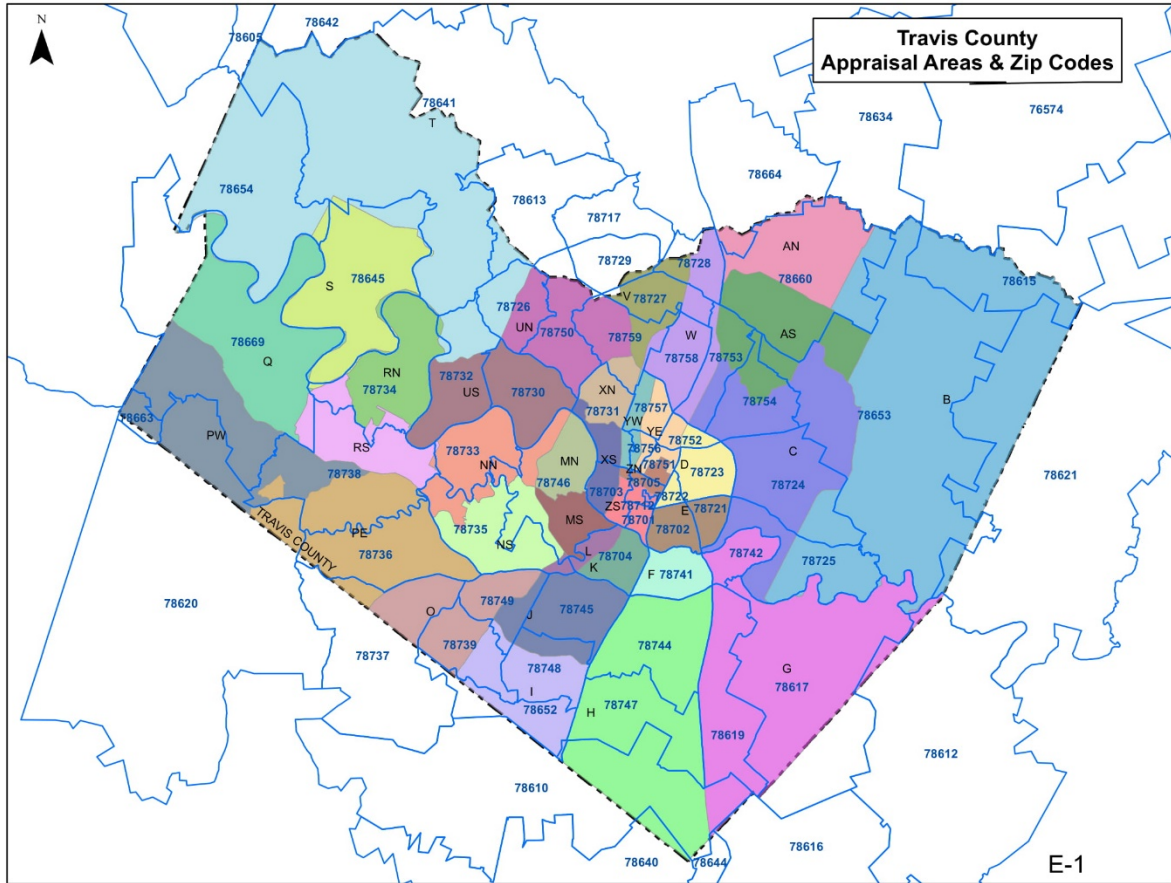 N
Travis County
Appraisal Areas & Zip Codes
78642
78605
78641
T
78634
76574
78664
78654
78613
78717
78729
78728
AN
78660
78615
S
78645
78726
UN
78750
V
78727
78759
W
78758
78753
AS
78669
Q
RN
78734
78732
US
78730
XN
78731
78757
YW
YE
78752
78754
78653
B
78663
PW
RS
78738
78733
NN
MN
78746
XS
78703
78756
ZN
78751
78705
D
78723
78722
C
78724
78621
PE
78736
TRAVIS COUNTY
78735
NS
MS
ZS
78712
78701
E
78721
78702
L
K
78704
F
78741
78742
78725
78620
O
78749
J
78745
78739
78737
78748
I
78652
78744
H
78747
G
78617
78619
78612
78610
78640
78644
78616
E-1